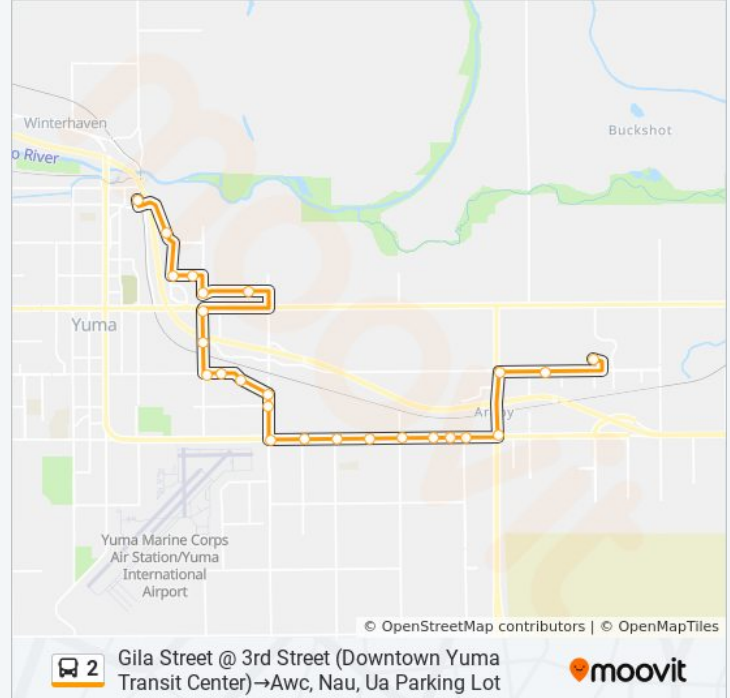 Winterhaven
Buckshot
o River
Yuma
Araby
Yuma Marine Corps
Air Station/Yuma
International
Airport
© OpenStreetMap contributors | © OpenMapTiles
2
Gila Street @ 3rd Street (Downtown Yuma
Transit Center)→Awc, Nau, Ua Parking Lot
moovit
moovit